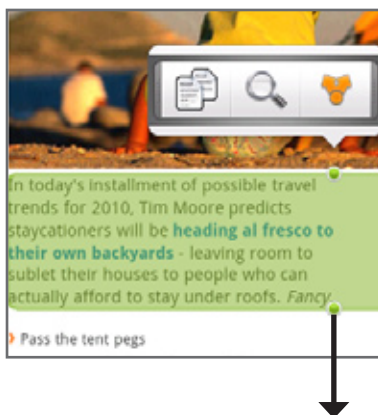 In today's installment of possible travel
trends for 2010, Tim Moore predicts
staycationers will be heading al fresco to
their own backyards - leaving room to
sublet their houses to people who can
actually afford to stay under roofs. Fancy
Pass the tent pegs